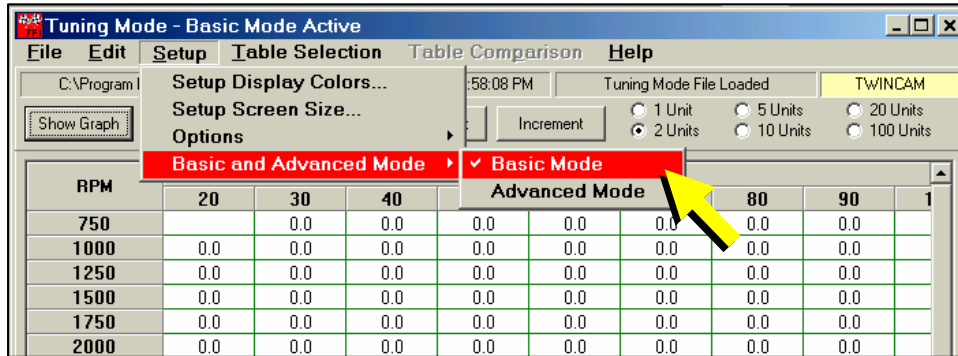 Tuning Mode - Basic Mode Active
File Edit Setup Table Selection Table Comparison Help
C:\Program :58:08 PM Tuning Mode File Loaded TWINCAM
Setup Display Colors...
Setup Screen Size...
Options
Basic and Advanced Mode
Basic Mode
Advanced Mode
Show Graph Increment 1 Unit 5 Units 20 Units
2 Units 10 Units 100 Units
RPM 20 30 40 80 90 1
750 0.0 0.0 0.0 0.0 0.0 0.0 0.0
1000 0.0 0.0 0.0 0.0 0.0 0.0 0.0 0.0
1250 0.0 0.0 0.0 0.0 0.0 0.0 0.0 0.0
1500 0.0 0.0 0.0 0.0 0.0 0.0 0.0 0.0
1750 0.0 0.0 0.0 0.0 0.0 0.0 0.0 0.0
2000 0.0 0.0 0.0 0.0 0.0 0.0 0.0 0.0